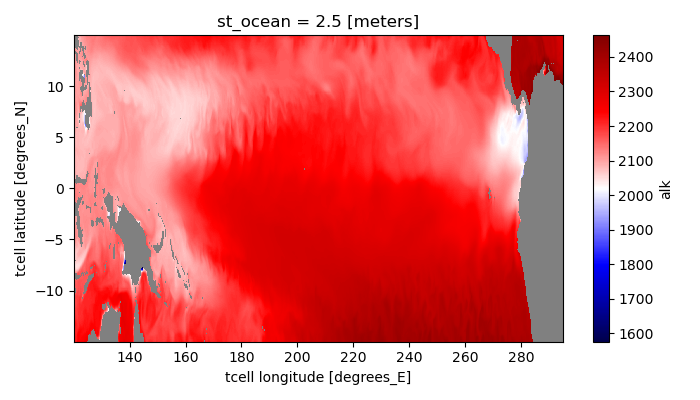 st_ocean = 2.5 [meters]
tcell latitude [degrees_N]
10
5
0
−5
−10
140 160 180 200 220 240 260 280
tcell longitude [degrees_E]
2400
2300
2200
2100
2000
1900
1800
1700
1600
alk